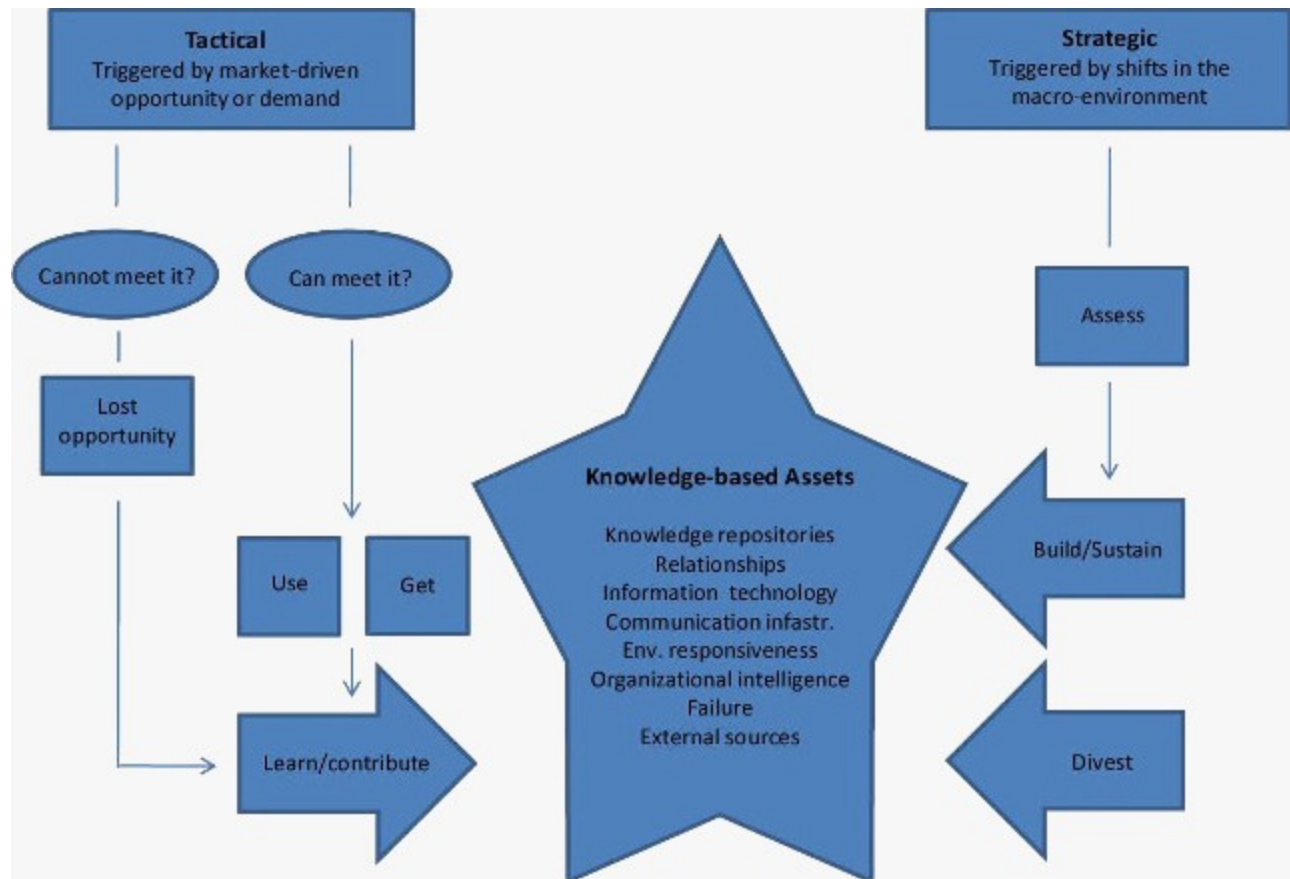 Tactical
Triggered by market-driven
opportunity or demand
Strategic
Triggered by shifts in the
macro-environment
Cannot meet it?
Can meet it?
Assess
Lost
opportunity
Knowledge-based Assets
Knowledge repositories
Relationships
Information technology
Communication infastr.
Env. responsiveness
Organizational intelligence
Failure
External sources
Build/Sustain
Use
Get
Learn/contribute
Divest